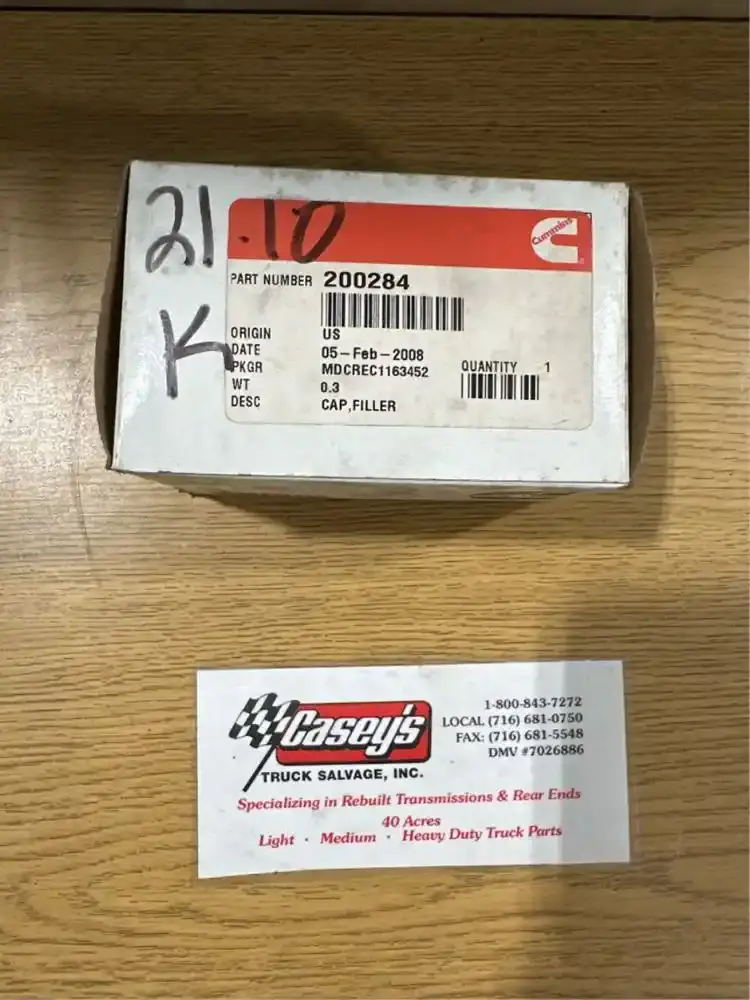 21.10
K
Cummins
PART NUMBER 200284
ORIGIN US
DATE 05-Feb-2008
PKGR MDCREC1163452
QUANTITY 1
WT 0.3
DESC CAP,FILLER
Casey's
TRUCK SALVAGE, INC.
1-800-843-7272
LOCAL (716) 681-0750
FAX: (716) 681-5548
DMV #7026886
Specializing in Rebuilt Transmissions & Rear Ends
40 Acres
Light · Medium · Heavy Duty Truck Parts